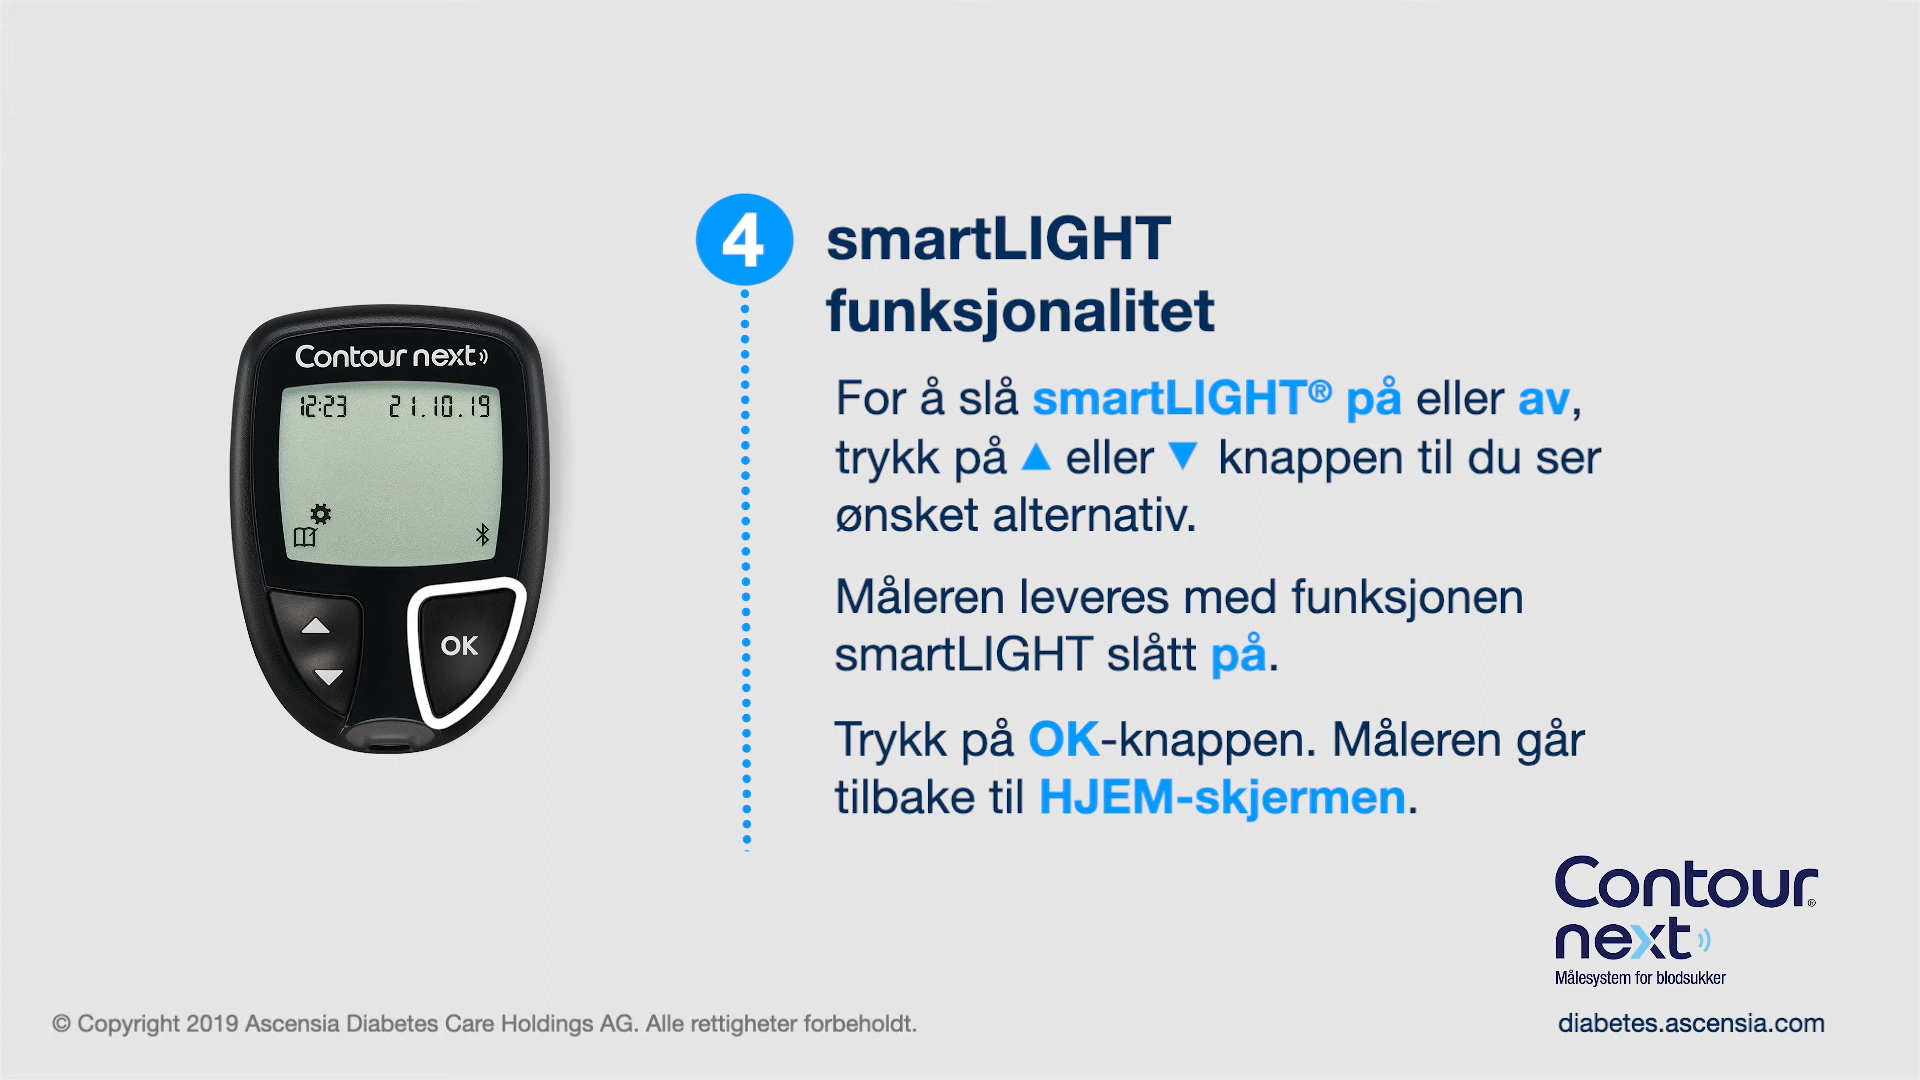 4
smartLIGHT
funksjonalitet
For å slå smartLIGHT® på eller av,
trykk på ▲ eller ▼ knappen til du ser
ønsket alternativ.
Måleren leveres med funksjonen
smartLIGHT slått på.
Trykk på OK-knappen. Måleren går
tilbake til HJEM-skjermen.
Contour next
12:23 21.10.19
OK
Contour®
next
Målesystem for blodsukker
© Copyright 2019 Ascensia Diabetes Care Holdings AG. Alle rettigheter forbeholdt.
diabetes.ascensia.com